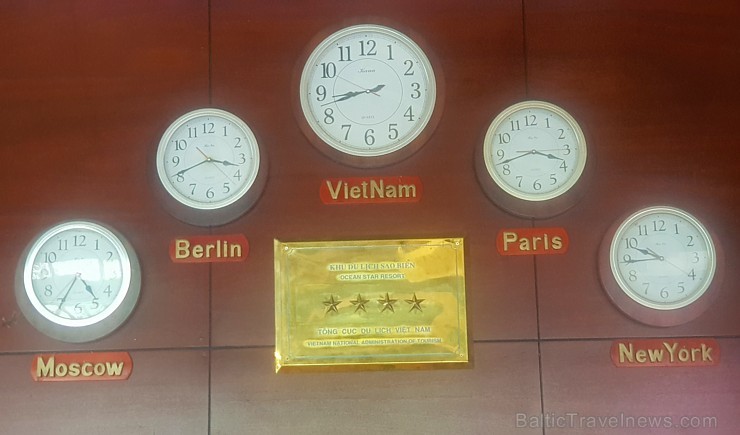 VietNam
Berlin
Paris
Moscow
NewYork
KHU DU LỊCH SAO BIỂN
OCEAN STAR RESORT
TỔNG CỤC DU LỊCH VIỆT NAM
VIETNAM NATIONAL ADMINISTRATION OF TOURISM
BalticTravelnews.com